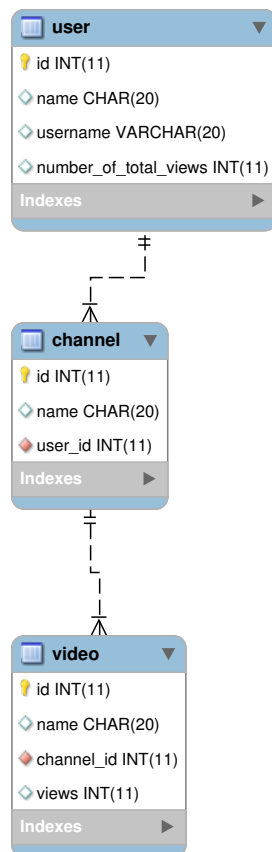 user
id INT(11)
name CHAR(20)
username VARCHAR(20)
number_of_total_views INT(11)
Indexes
channel
id INT(11)
name CHAR(20)
user_id INT(11)
Indexes
video
id INT(11)
name CHAR(20)
channel_id INT(11)
views INT(11)
Indexes